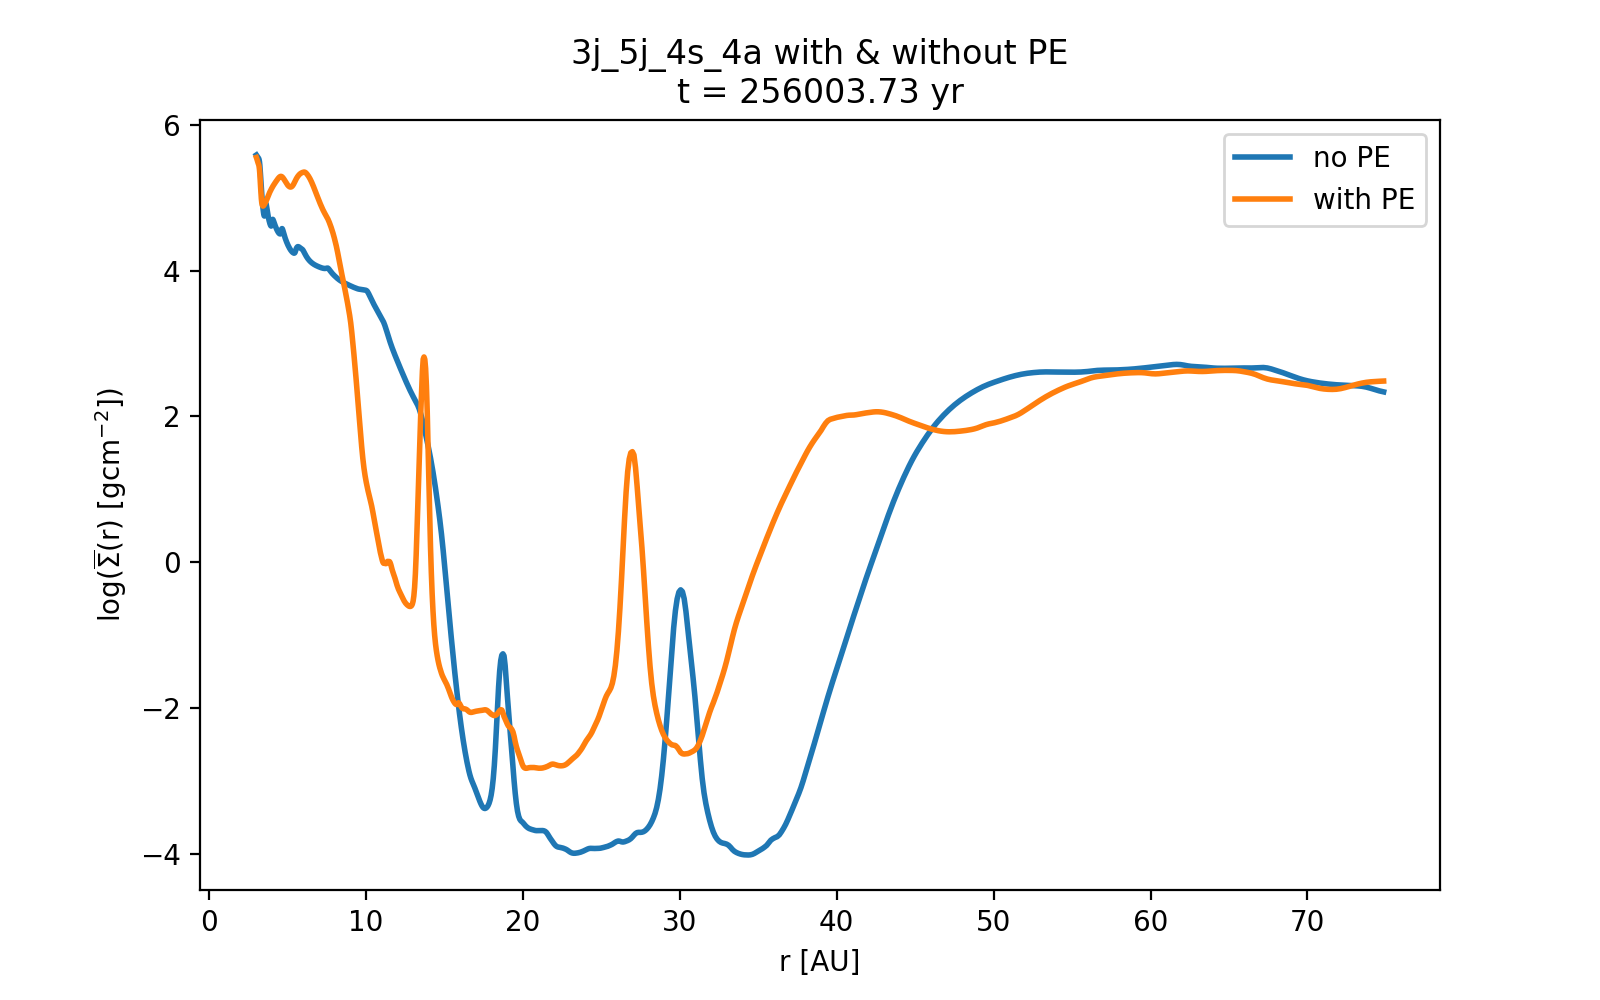 3j_5j_4s_4a with & without PE
t = 256003.73 yr
no PE
with PE
log(Σ̅(r) [gcm⁻²])
6
4
2
0
−2
−4
0 10 20 30 40 50 60 70
r [AU]